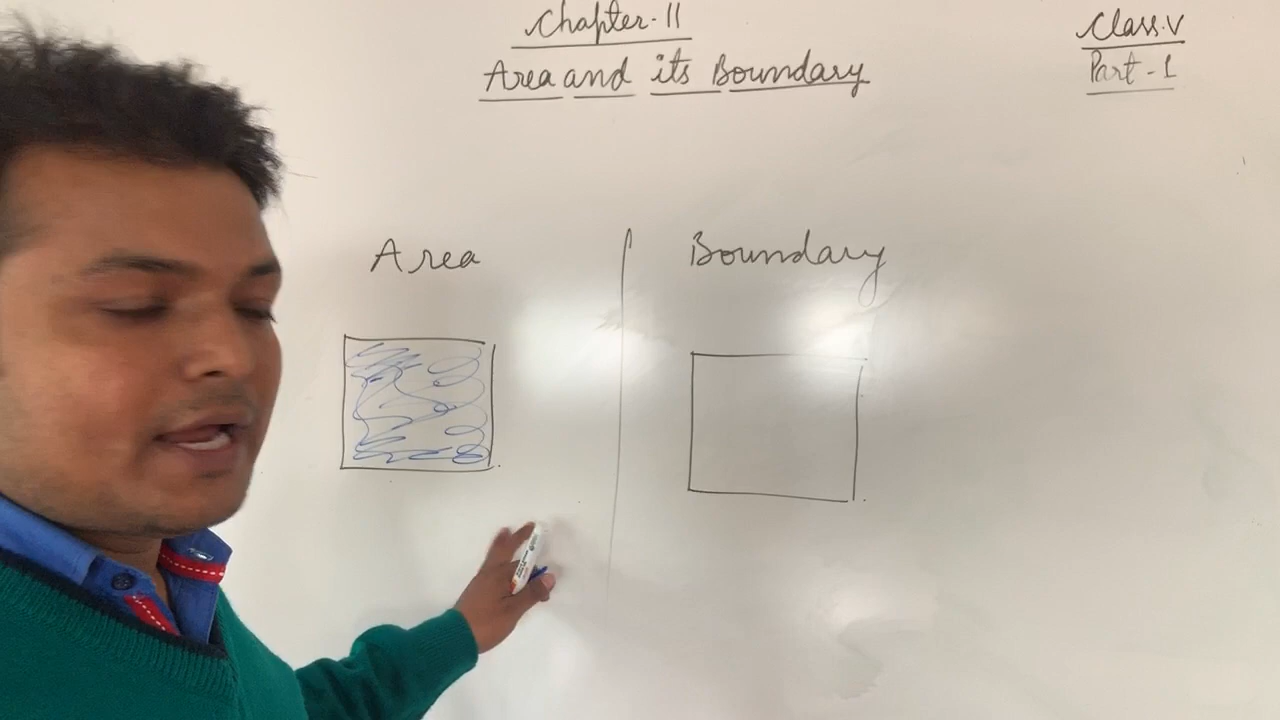 Chapter-11
Area and its Boundary
Class.V
Part-1
Area
Boundary